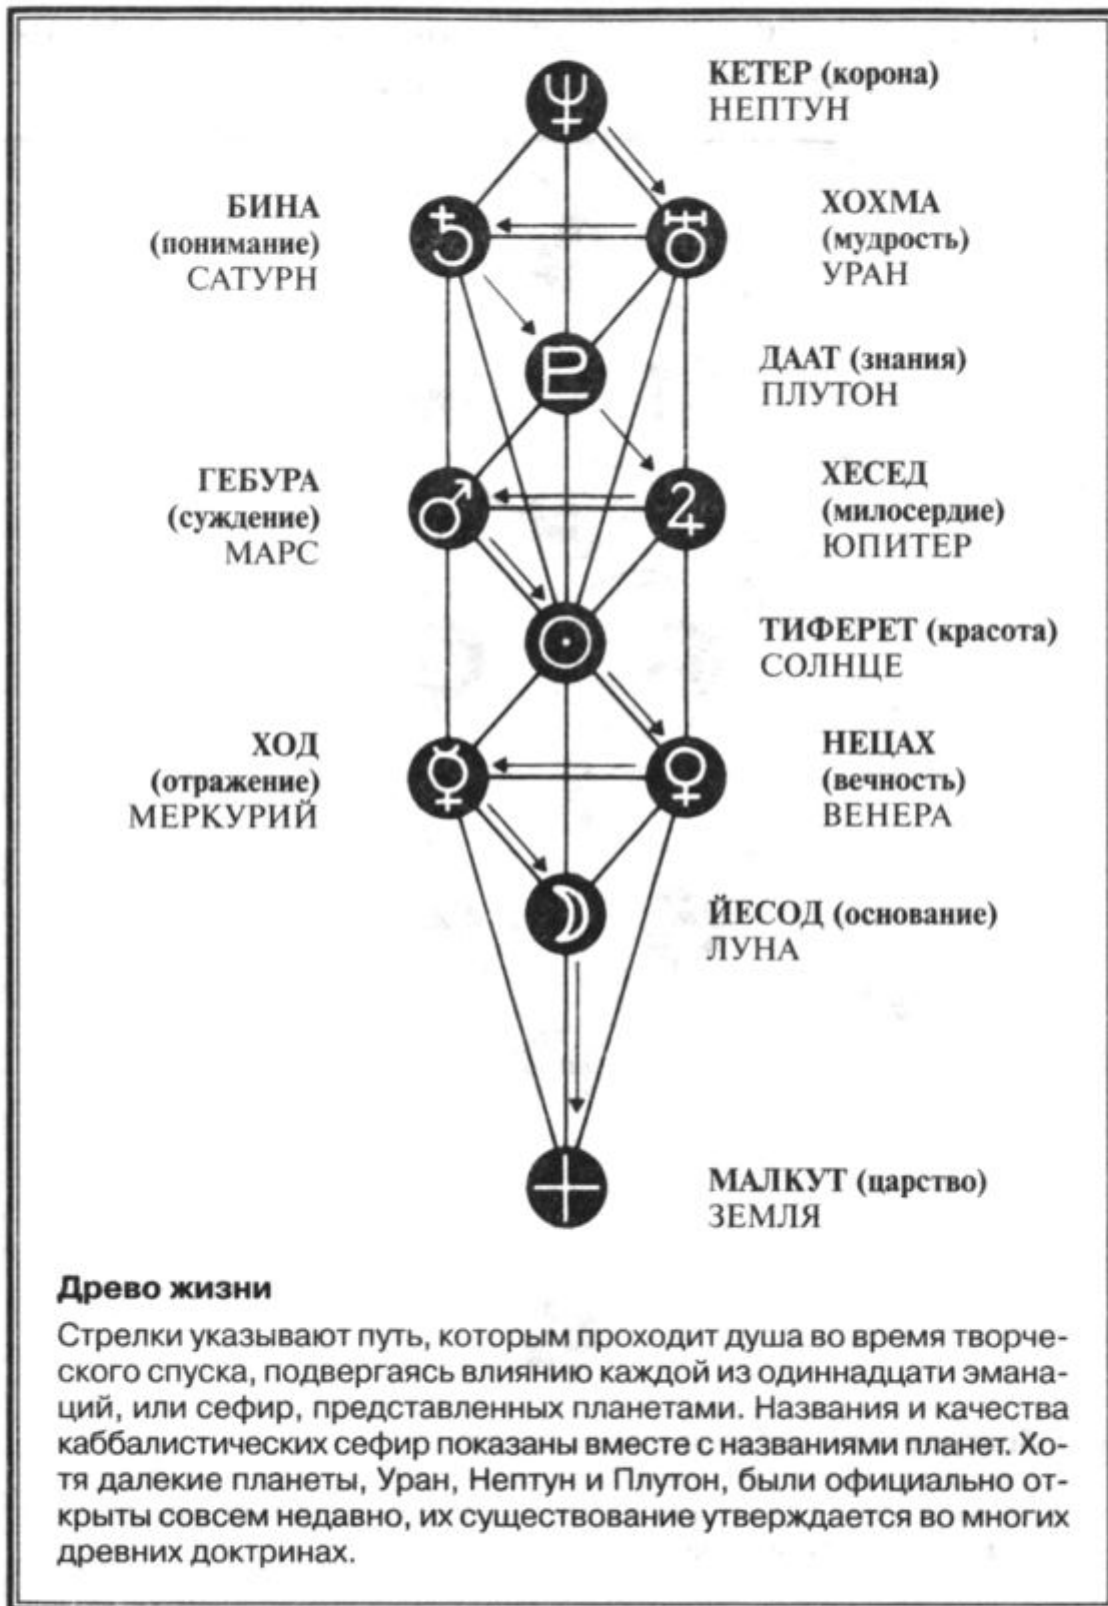 КЕТЕР (корона)
НЕПТУН
БИНА
(понимание)
САТУРН
ХОХМА
(мудрость)
УРАН
ДААТ (знания)
ПЛУТОН
ГЕБУРА
(суждение)
МАРС
ХЕСЕД
(милосердие)
ЮПИТЕР
ТИФЕРЕТ (красота)
СОЛНЦЕ
ХОД
(отражение)
МЕРКУРИЙ
НЕЦАХ
(вечность)
ВЕНЕРА
ЙЕСОД (основание)
ЛУНА
МАЛКУТ (царство)
ЗЕМЛЯ
Древо жизни
Стрелки указывают путь, которым проходит душа во время творче-
ского спуска, подвергаясь влиянию каждой из одиннадцати эмана-
ций, или сефир, представленных планетами. Названия и качества
каббалистических сефир показаны вместе с названиями планет. Хо-
тя далекие планеты, Уран, Нептун и Плутон, были официально от-
крыты совсем недавно, их существование утверждается во многих
древних доктринах.